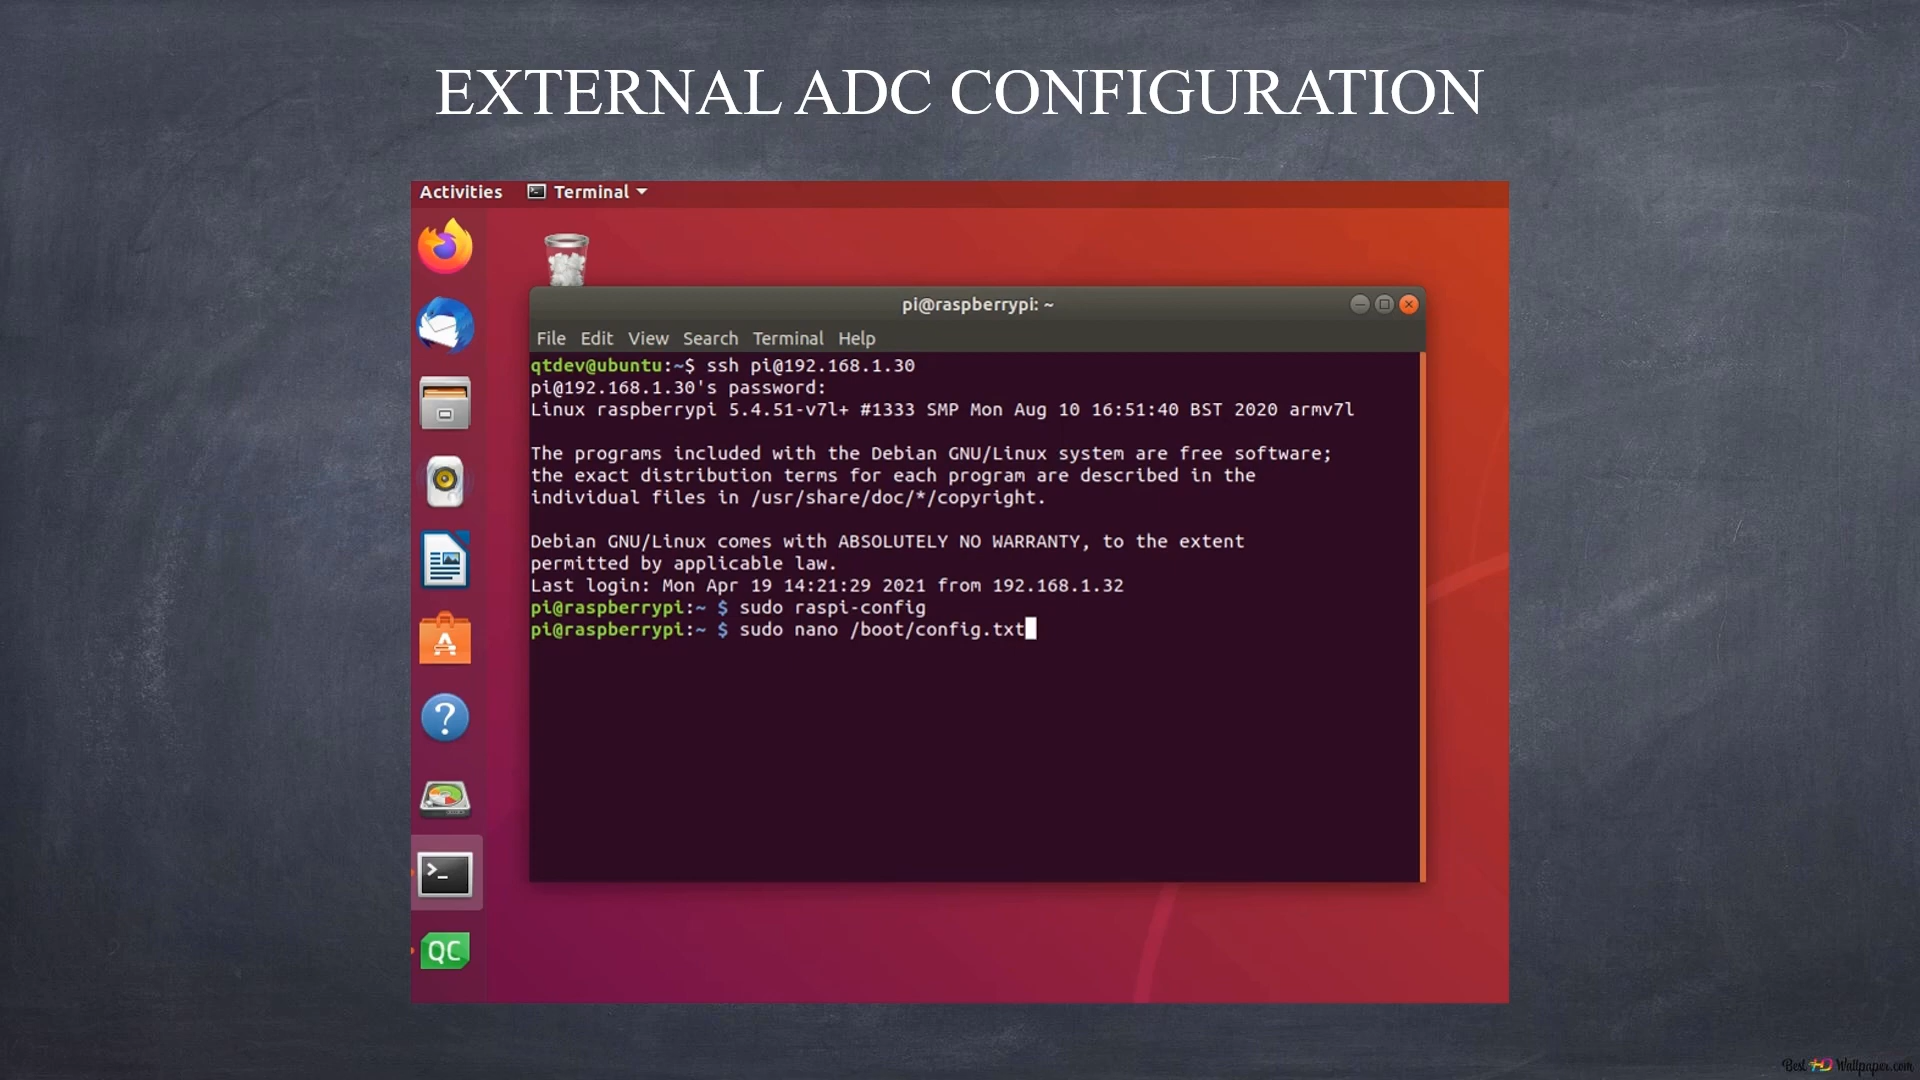 EXTERNAL ADC CONFIGURATION
Activities Terminal
pi@raspberrypi: ~
File Edit View Search Terminal Help
qtdev@ubuntu:~$ ssh pi@192.168.1.30
pi@192.168.1.30's password:
Linux raspberrypi 5.4.51-v7l+ #1333 SMP Mon Aug 10 16:51:40 BST 2020 armv7l
The programs included with the Debian GNU/Linux system are free software;
the exact distribution terms for each program are described in the
individual files in /usr/share/doc/*/copyright.
Debian GNU/Linux comes with ABSOLUTELY NO WARRANTY, to the extent
permitted by applicable law.
Last login: Mon Apr 19 14:21:29 2021 from 192.168.1.32
pi@raspberrypi:~ $ sudo raspi-config
pi@raspberrypi:~ $ sudo nano /boot/config.txt
QC
Best HD Wallpaper.com